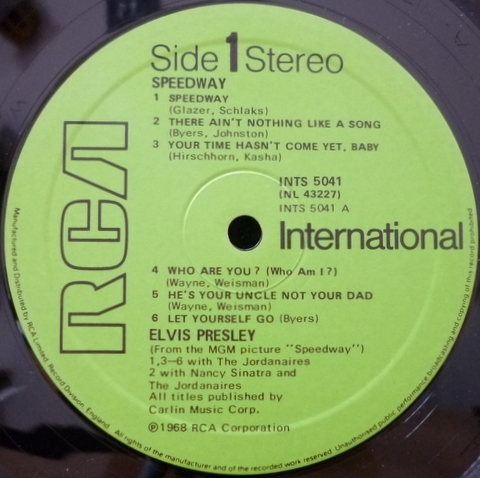 Side 1 Stereo
SPEEDWAY
1 SPEEDWAY
(Glazer, Schlaks)
2 THERE AIN'T NOTHING LIKE A SONG
(Byers, Johnston)
3 YOUR TIME HASN'T COME YET, BABY
(Hirschhorn, Kasha)
RCA
INTS 5041
(NL 43227)
INTS 5041 A
International
4 WHO ARE YOU? (Who Am I?)
(Wayne, Weisman)
5 HE'S YOUR UNCLE NOT YOUR DAD
(Wayne, Weisman)
6 LET YOURSELF GO (Byers)
ELVIS PRESLEY
(From the MGM picture "Speedway")
1,3-6 with The Jordanaires
2 with Nancy Sinatra and
The Jordanaires
All titles published by
Carlin Music Corp.
℗1968 RCA Corporation
Manufactured and Distributed by RCA Limited, Record Division, England. All rights of the manufacturer and of the recorded work reserved. Unauthorised public performance, broadcasting and copying of this record prohibited